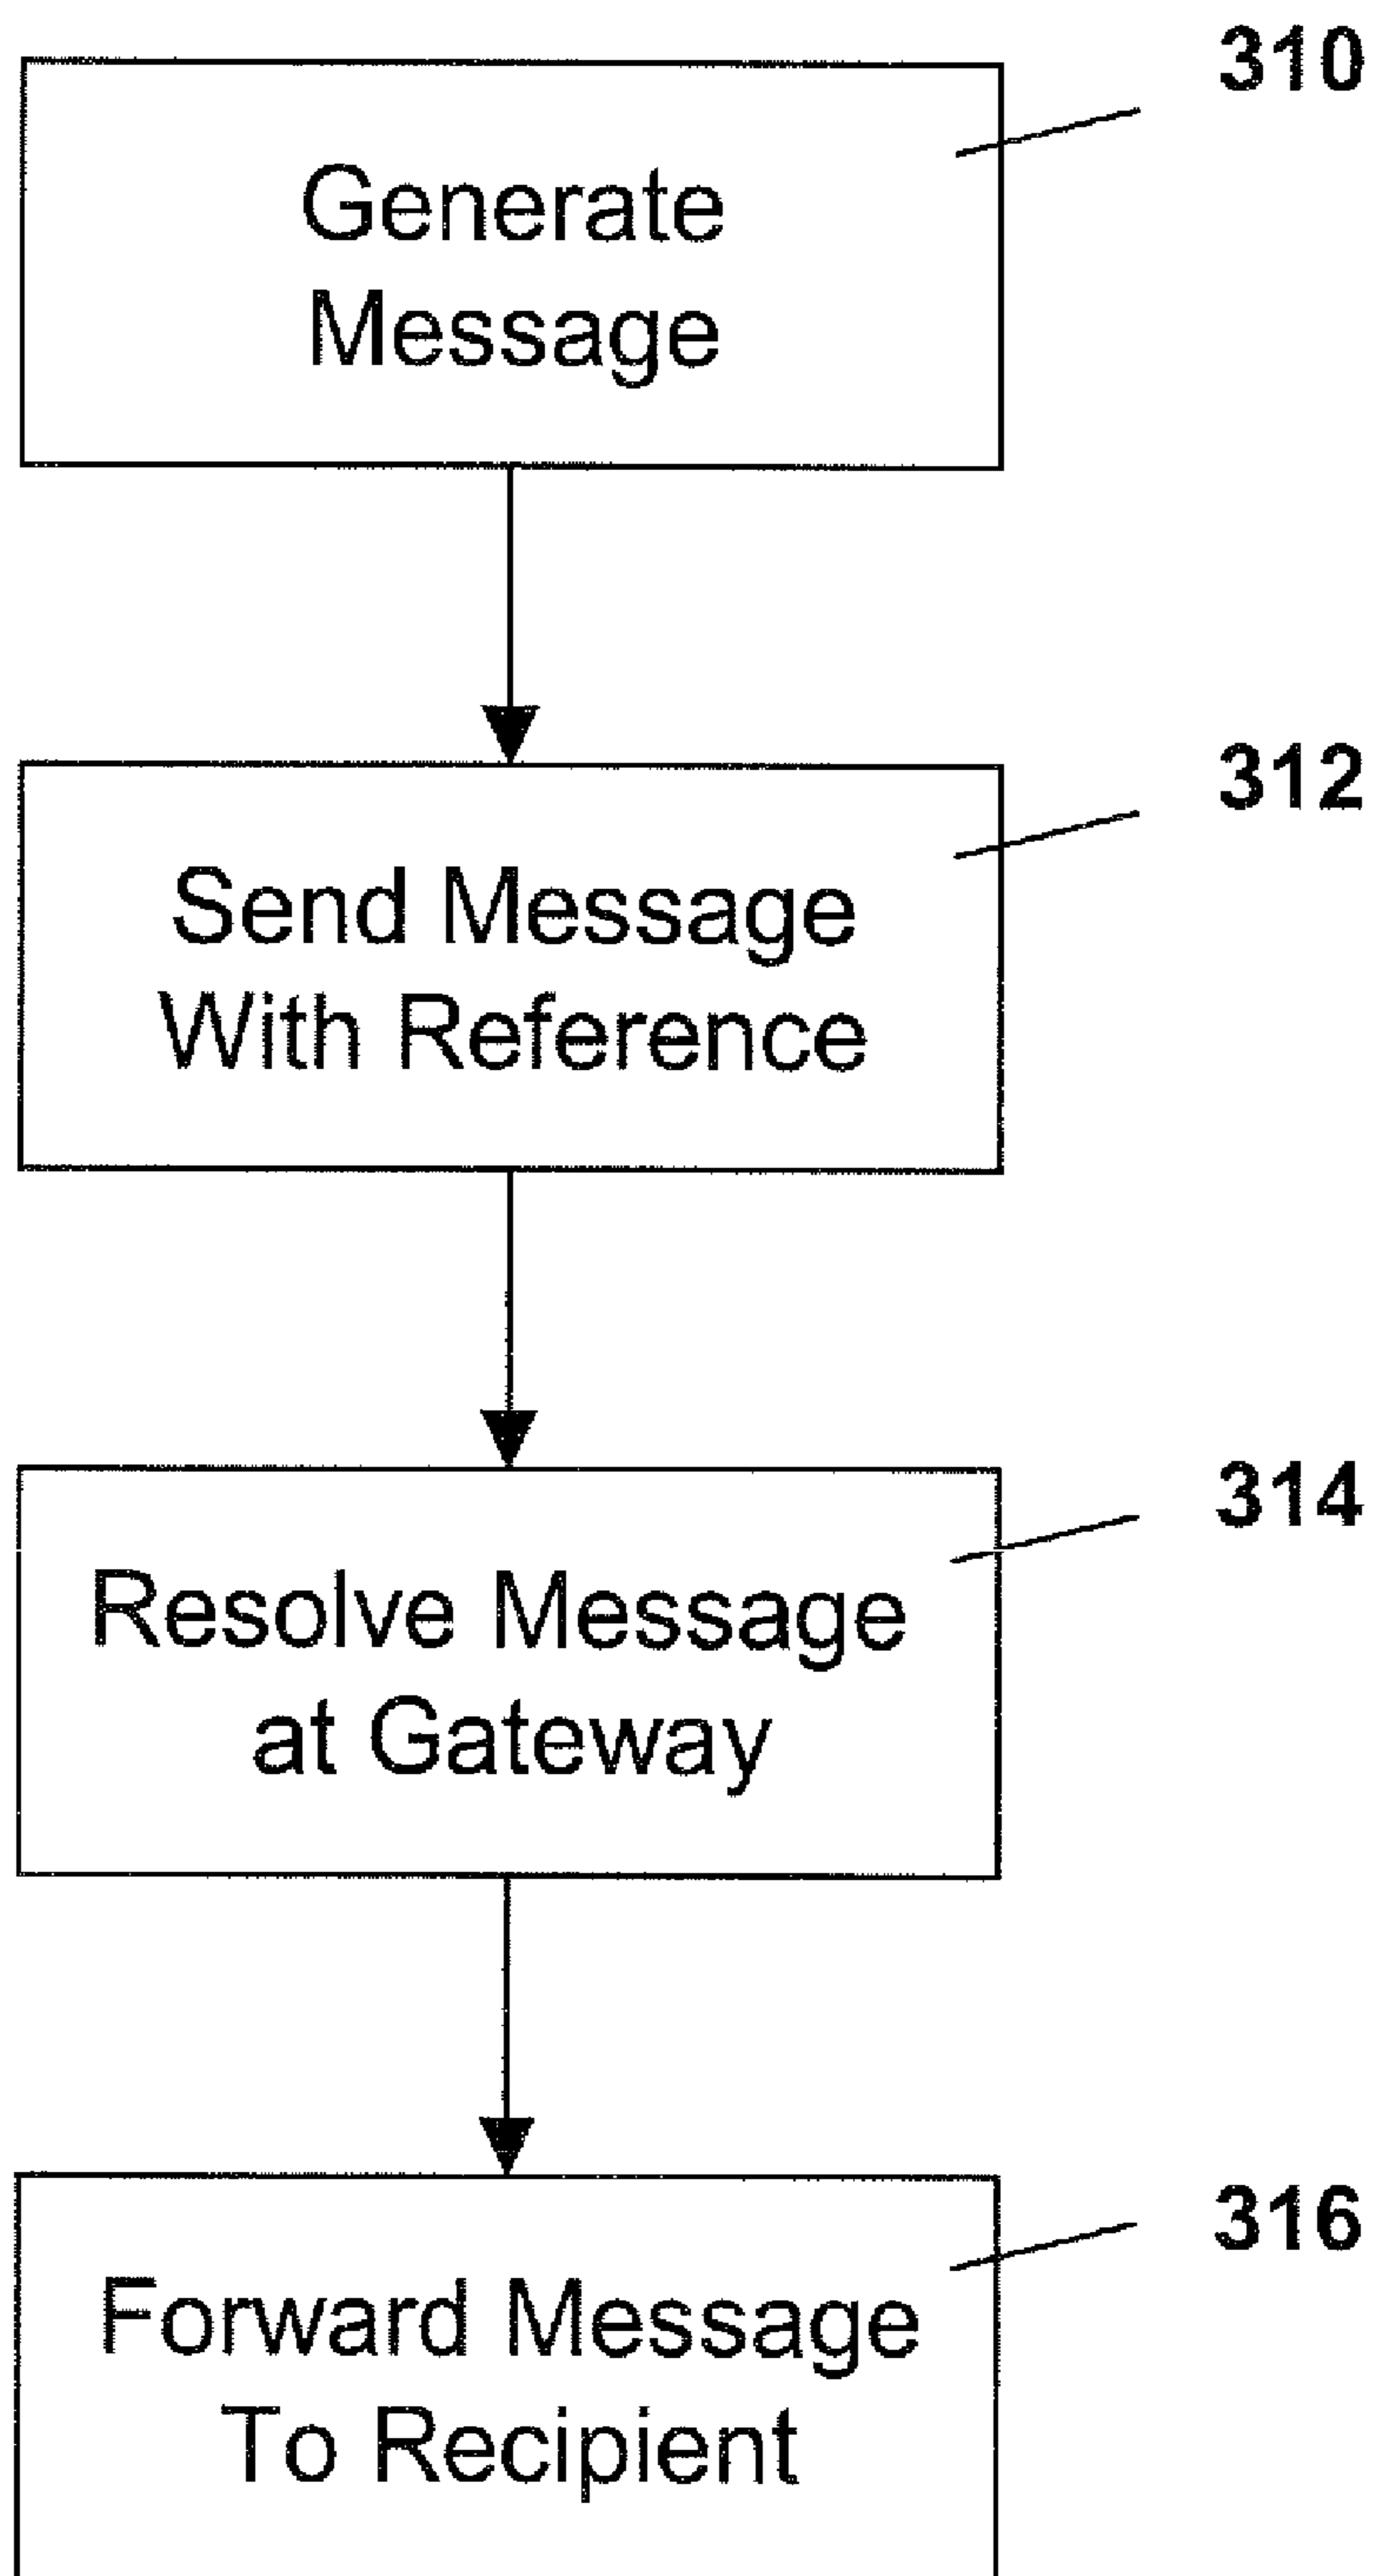 310
Generate
Message
312
Send Message
With Reference
314
Resolve Message
at Gateway
316
Forward Message
To Recipient